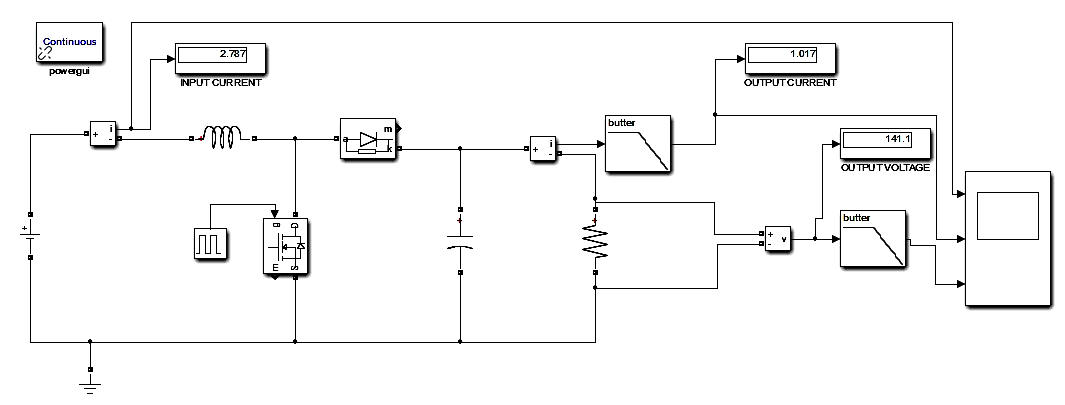 Continuous
powergui
2.787
INPUT CURRENT
1.017
OUTPUT CURRENT
141.1
OUTPUT VOLTAGE
+ i -
a m k
+ i -
butter
g D
E S
+ - v
butter
+
+
+
+